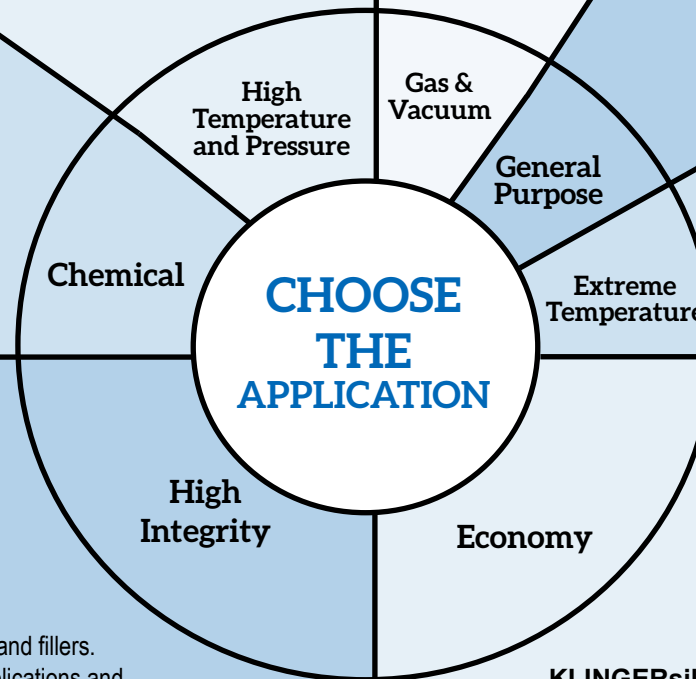 High
Temperature
and Pressure
Gas &
Vacuum
General
Purpose
Extreme
Temperature
Chemical
CHOOSE
THE
APPLICATION
High
Integrity
Economy
and fillers.
and